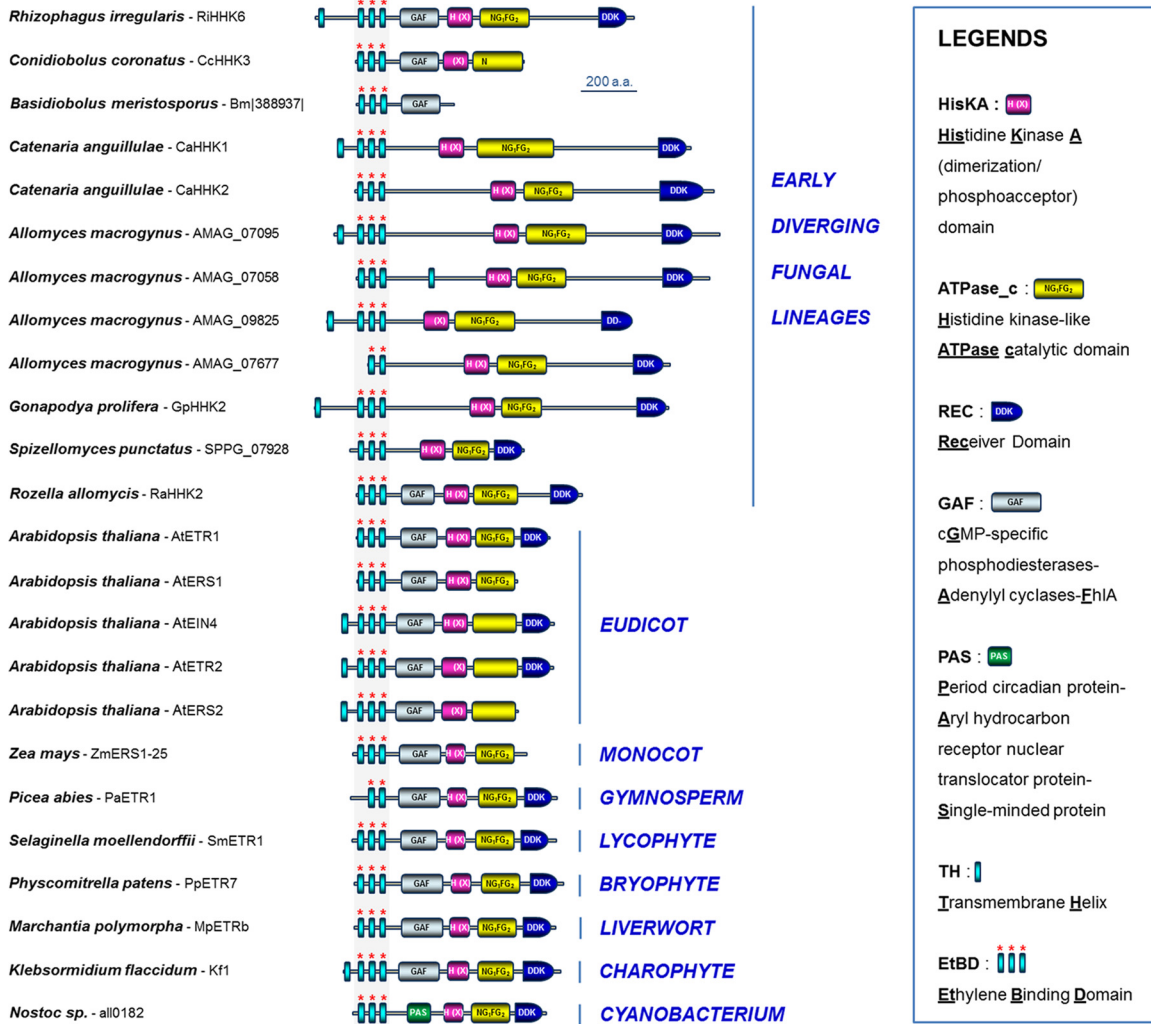 Rhizophagus irregularis - RiHHK6 * * * GAF H (X) NG₁FG₂ DDK
Conidiobolus coronatus - CcHHK3 * * * GAF (X) N
200 a.a.
Basidiobolus meristosporus - Bm|388937| * * * GAF
Catenaria anguillulae - CaHHK1 * * * H (X) NG₁FG₂ DDK
Catenaria anguillulae - CaHHK2 * * * H (X) NG₁FG₂ DDK
Allomyces macrogynus - AMAG_07095 * * * H (X) NG₁FG₂ DDK
Allomyces macrogynus - AMAG_07058 * * * H (X) NG₁FG₂ DDK
Allomyces macrogynus - AMAG_09825 * * * (X) NG₁FG₂ DD-
Allomyces macrogynus - AMAG_07677 * * H (X) NG₁FG₂ DDK
Gonapodya prolifera - GpHHK2 * * * H (X) NG₁FG₂ DDK
Spizellomyces punctatus - SPPG_07928 * * * H (X) NG₁FG₂ DDK
Rozella allomycis - RaHHK2 * * * GAF H (X) NG₁FG₂ DDK
EARLY
DIVERGING
FUNGAL
LINEAGES
Arabidopsis thaliana - AtETR1 * * * GAF H (X) NG₁FG₂ DDK
Arabidopsis thaliana - AtERS1 * * * GAF H (X) NG₁FG₂
Arabidopsis thaliana - AtEIN4 * * * GAF H (X) DDK
Arabidopsis thaliana - AtETR2 * * * GAF (X) DDK
Arabidopsis thaliana - AtERS2 * * * GAF (X)
EUDICOT
Zea mays - ZmERS1-25 * * * GAF H (X) NG₁FG₂ MONOCOT
Picea abies - PaETR1 * * GAF H (X) NG₁FG₂ DDK GYMNOSPERM
Selaginella moellendorffii - SmETR1 * * * GAF H (X) NG₁FG₂ DDK LYCOPHYTE
Physcomitrella patens - PpETR7 * * * GAF H (X) NG₁FG₂ DDK BRYOPHYTE
Marchantia polymorpha - MpETRb * * * GAF H (X) NG₁FG₂ DDK LIVERWORT
Klebsormidium flaccidum - Kf1 * * * GAF H (X) NG₁FG₂ DDK CHAROPHYTE
Nostoc sp. - all0182 * * * PAS H (X) NG₁FG₂ DDK CYANOBACTERIUM
LEGENDS
HisKA : H (X)
Histidine Kinase A
(dimerization/
phosphoacceptor)
domain
ATPase_c : NG₁FG₂
Histidine kinase-like
ATPase catalytic domain
REC : DDK
Receiver Domain
GAF : GAF
cGMP-specific
phosphodiesterases-
Adenylyl cyclases-FhlA
PAS : PAS
Period circadian protein-
Aryl hydrocarbon
receptor nuclear
translocator protein-
Single-minded protein
TH :
Transmembrane Helix
* * *
EtBD :
Ethylene Binding Domain